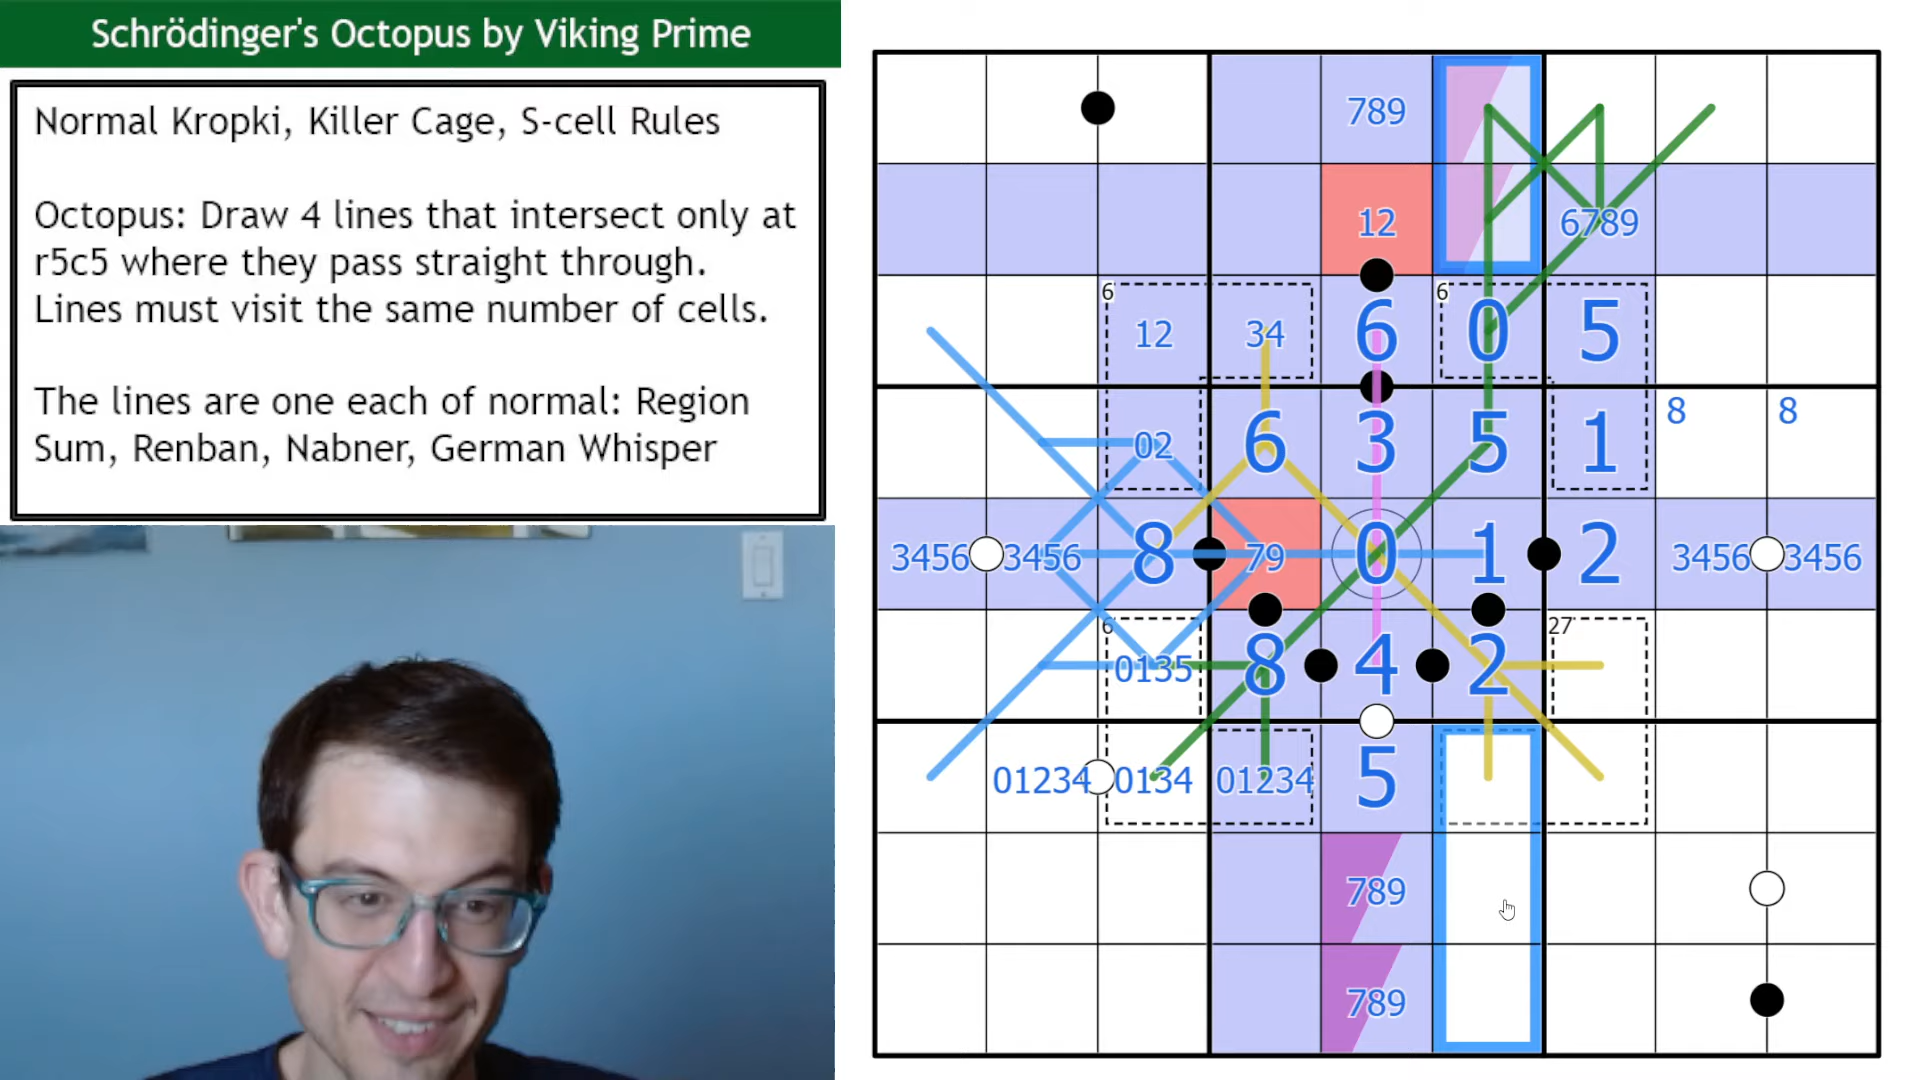 Schrödinger's Octopus by Viking Prime
Normal Kropki, Killer Cage, S-cell Rules
Octopus: Draw 4 lines that intersect only at
r5c5 where they pass straight through.
Lines must visit the same number of cells.
The lines are one each of normal: Region
Sum, Renban, Nabner, German Whisper
789
12 6789
6 12 34 6 6 0 5
02 6 3 5 1 8 8
3456 3456 8 79 0 1 2 3456 3456
6 0135 8 4 2 27
01234 0134 01234 5
789
789